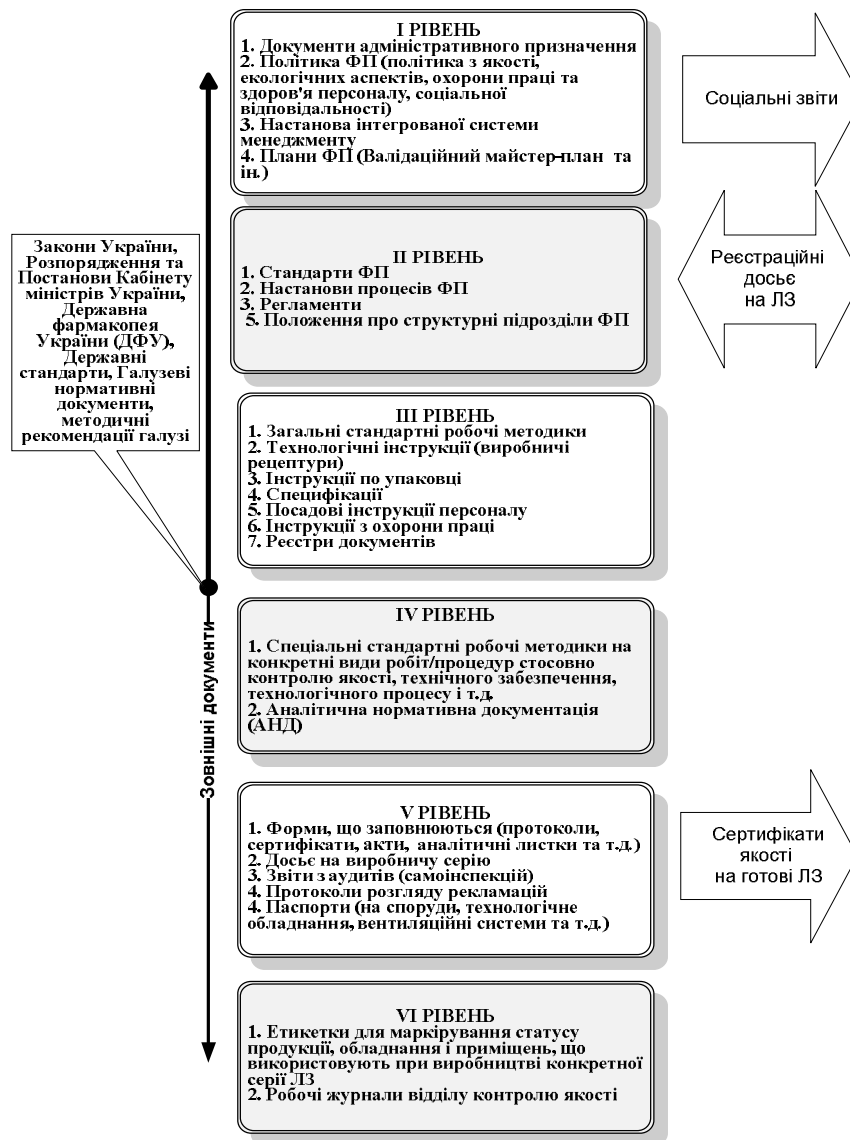 І РІВЕНЬ
1. Документи адміністративного призначення
2. Політика ФП (політика з якості,
екологічних аспектів, охорони праці та
здоров'я персоналу, соціальної
відповідальності)
3. Настанова інтегрованої системи
менеджменту
4. Плани ФП (Валідаційний майстер-план та
ін.)
Соціальні звіти
Закони України,
Розпорядження та
Постанови Кабінету
міністрів України,
Державна
фармакопея
України (ДФУ),
Державні
стандарти, Галузеві
нормативні
документи,
методичні
рекомендації галузі
ІІ РІВЕНЬ
1. Стандарти ФП
2. Настанови процесів ФП
3. Регламенти
5. Положення про структурні підрозділи ФП
Реєстраційні
досьє
на ЛЗ
ІІІ РІВЕНЬ
1. Загальні стандартні робочі методики
2. Технологічні інструкції (виробничі
рецептури)
3. Інструкції по упаковці
4. Специфікації
5. Посадові інструкції персоналу
6. Інструкції з охорони праці
7. Реєстри документів
Зовнішні документи
IV РІВЕНЬ
1. Спеціальні стандартні робочі методики на
конкретні види робіт/процедур стосовно
контролю якості, технічного забезпечення,
технологічного процесу і т.д.
2. Аналітична нормативна документація
(АНД)
V РІВЕНЬ
1. Форми, що заповнюються (протоколи,
сертифікати, акти, аналітичні листки та т.д.)
2. Досьє на виробничу серію
3. Звіти з аудитів (самоінспекцій)
4. Протоколи розгляду рекламацій
4. Паспорти (на споруди, технологічне
обладнання, вентиляційні системи та т.д.)
Сертифікати
якості
на готові ЛЗ
VI РІВЕНЬ
1. Етикетки для маркірування статусу
продукції, обладнання і приміщень, що
використовують при виробництві конкретної
серії ЛЗ
2. Робочі журнали відділу контролю якості